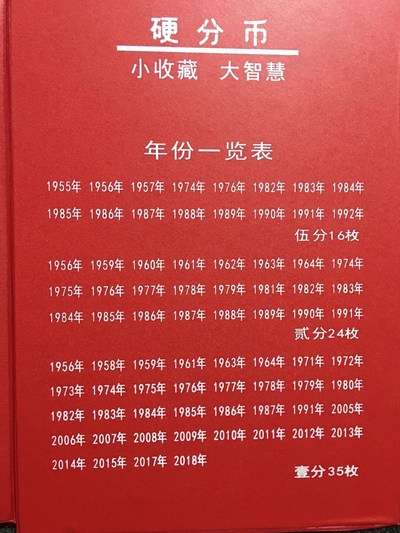 硬分币
小收藏 大智慧
年份一览表
1955年 1956年 1957年 1974年 1976年 1982年 1983年 1984年
1985年 1986年 1987年 1988年 1989年 1990年 1991年 1992年
伍分16枚
1956年 1959年 1960年 1961年 1962年 1963年 1964年 1974年
1975年 1976年 1977年 1978年 1979年 1981年 1982年 1983年
1984年 1985年 1986年 1987年 1988年 1989年 1990年 1991年
贰分24枚
1956年 1958年 1959年 1961年 1963年 1964年 1971年 1972年
1973年 1974年 1975年 1976年 1977年 1978年 1979年 1980年
1982年 1983年 1984年 1985年 1986年 1987年 1991年 2005年
2006年 2007年 2008年 2009年 2010年 2011年 2012年 2013年
2014年 2015年 2017年 2018年
壹分35枚